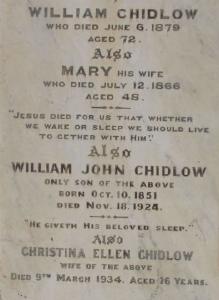 WILLIAM CHIDLOW
WHO DIED JUNE 6. 1879
AGED 72.
Also
MARY HIS WIFE
WHO DIED JULY 12. 1866
AGED 48.
"JESUS DIED FOR US THAT, WHETHER
WE WAKE OR SLEEP WE SHOULD LIVE
TO GETHER WITH HIM."
Also
WILLIAM JOHN CHIDLOW
ONLY SON OF THE ABOVE
BORN OCT. 10. 1851
DIED NOV. 18. 1924.
"HE GIVETH HIS BELOVED SLEEP."
Also
CHRISTINA ELLEN CHIDLOW
WIFE OF THE ABOVE
DIED 9TH MARCH 1934. AGED 76 YEARS.